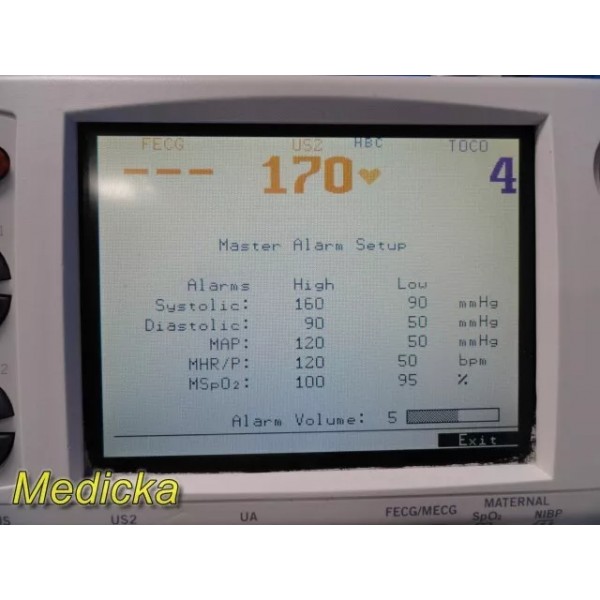 FECG US2 HBC TOCO
--- 170 4
Master Alarm Setup
Alarms High Low
Systolic: 160 90 mmHg
Diastolic: 90 50 mmHg
MAP: 120 50 mmHg
MHR/P: 120 50 bpm
MSpO₂: 100 95 %
Alarm Volume: 5
Exit
Medicka
US2 UA FECG/MECG MATERNAL
SpO₂ NIBP